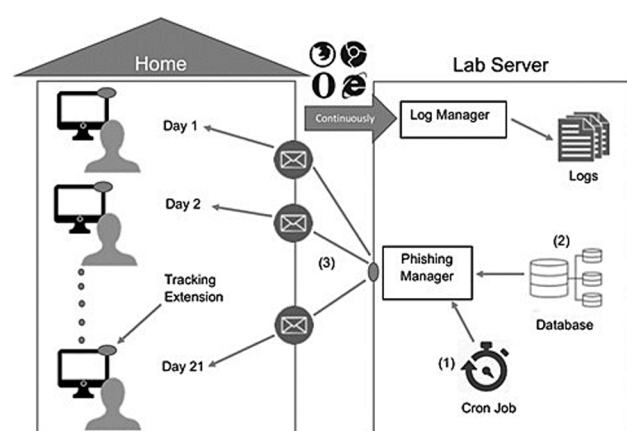 Home
Lab Server
Day 1
Continuously
Log Manager
Logs
Day 2
(3)
Phishing
Manager
(2)
Database
Tracking
Extension
Day 21
(1)
Cron Job